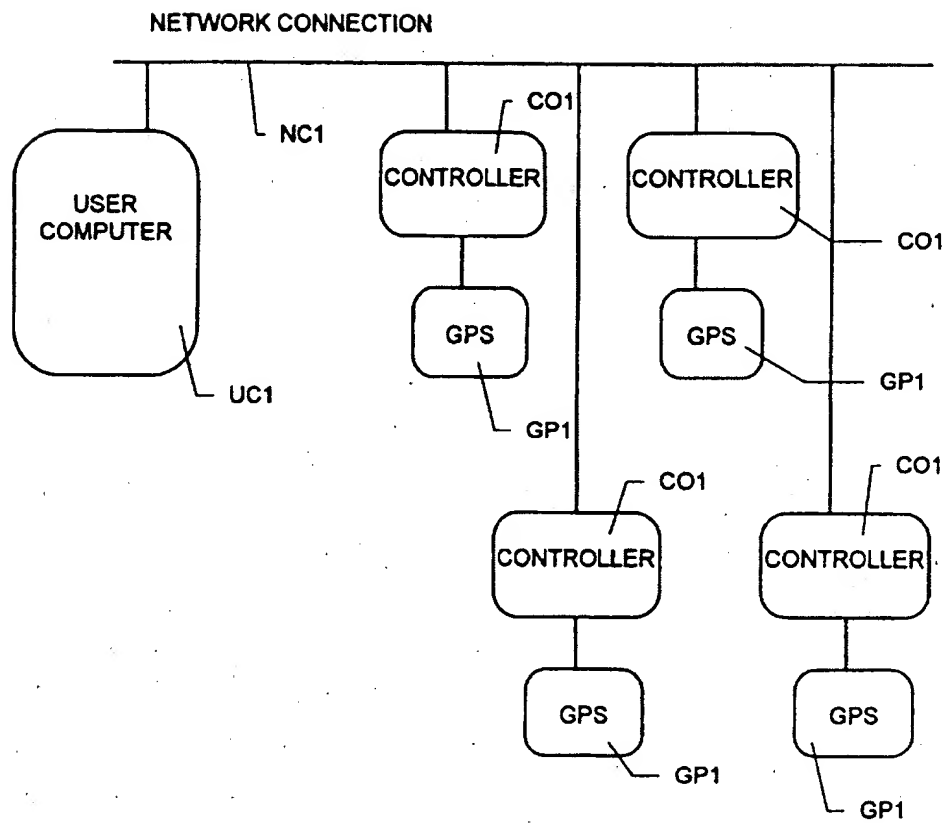 NETWORK CONNECTION
NC1
USER
COMPUTER
UC1
CO1
CONTROLLER
GPS
GP1
CONTROLLER
CO1
GPS
GP1
CO1
CONTROLLER
GPS
GP1
CO1
CONTROLLER
GPS
GP1